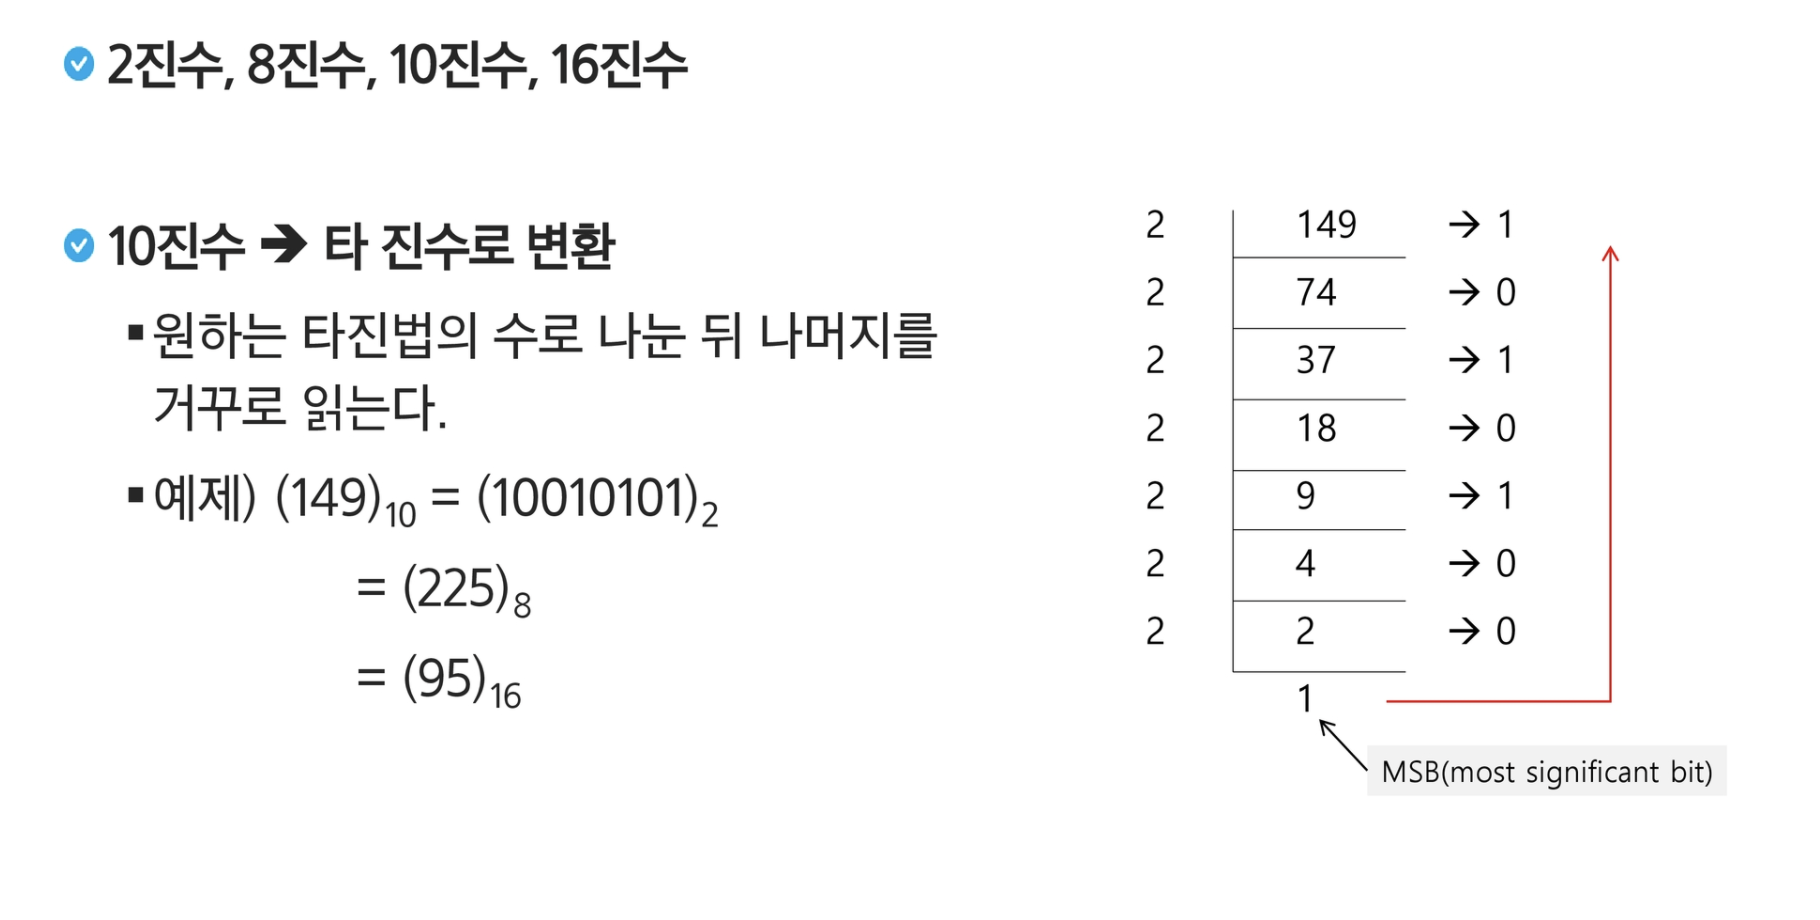 2진수, 8진수, 10진수, 16진수
10진수 ➔ 타 진수로 변환
▪원하는 타진법의 수로 나눈 뒤 나머지를
거꾸로 읽는다.
▪예제) (149)10 = (10010101)2
= (225)8
= (95)16
2 149 → 1
2 74 → 0
2 37 → 1
2 18 → 0
2 9 → 1
2 4 → 0
2 2 → 0
1
MSB(most significant bit)